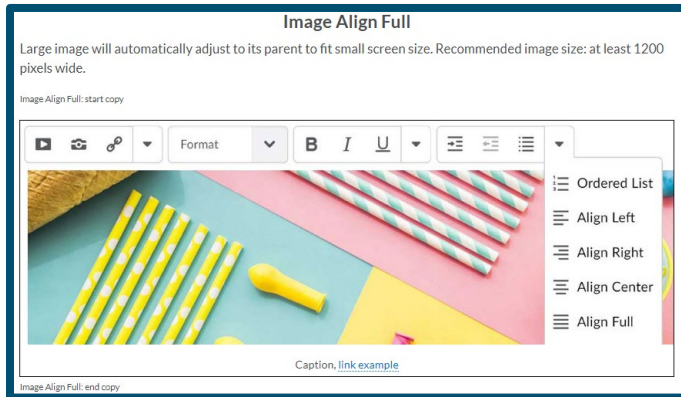 Image Align Full
Large image will automatically adjust to its parent to fit small screen size. Recommended image size: at least 1200
pixels wide.
Image Align Full: start copy
Format
B I U
Ordered List
Align Left
Align Right
Align Center
Align Full
Caption, link example
Image Align Full: end copy